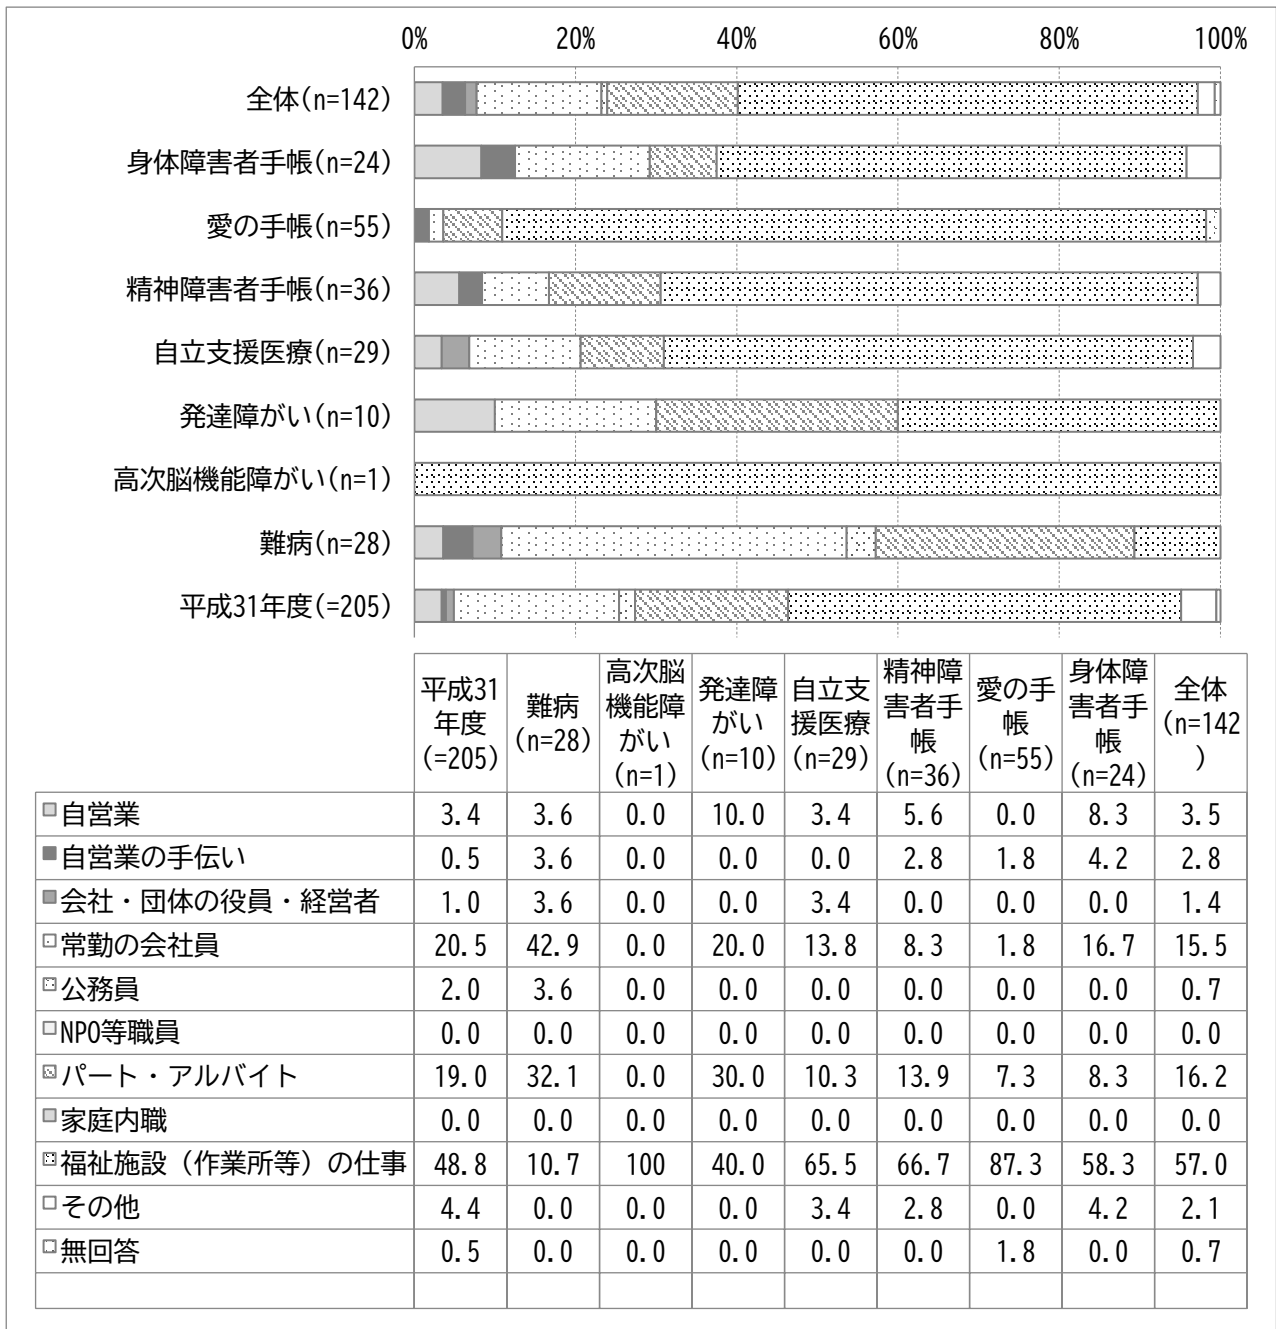 0% 20% 40% 60% 80% 100%
全体(n=142)
身体障害者手帳(n=24)
愛の手帳(n=55)
精神障害者手帳(n=36)
自立支援医療(n=29)
発達障がい(n=10)
高次脳機能障がい(n=1)
難病(n=28)
平成31年度(=205)
平成31
年度
(=205)
難病
(n=28)
高次脳
機能障
がい
(n=1)
発達障
がい
(n=10)
自立支
援医療
(n=29)
精神障
害者手
帳
(n=36)
愛の手
帳
(n=55)
身体障
害者手
帳
(n=24)
全体
(n=142
)
自営業 3.4 3.6 0.0 10.0 3.4 5.6 0.0 8.3 3.5
自営業の手伝い 0.5 3.6 0.0 0.0 0.0 2.8 1.8 4.2 2.8
会社・団体の役員・経営者 1.0 3.6 0.0 0.0 3.4 0.0 0.0 0.0 1.4
常勤の会社員 20.5 42.9 0.0 20.0 13.8 8.3 1.8 16.7 15.5
公務員 2.0 3.6 0.0 0.0 0.0 0.0 0.0 0.0 0.7
NPO等職員 0.0 0.0 0.0 0.0 0.0 0.0 0.0 0.0 0.0
パート・アルバイト 19.0 32.1 0.0 30.0 10.3 13.9 7.3 8.3 16.2
家庭内職 0.0 0.0 0.0 0.0 0.0 0.0 0.0 0.0 0.0
福祉施設（作業所等）の仕事 48.8 10.7 100 40.0 65.5 66.7 87.3 58.3 57.0
その他 4.4 0.0 0.0 0.0 3.4 2.8 0.0 4.2 2.1
無回答 0.5 0.0 0.0 0.0 0.0 0.0 1.8 0.0 0.7